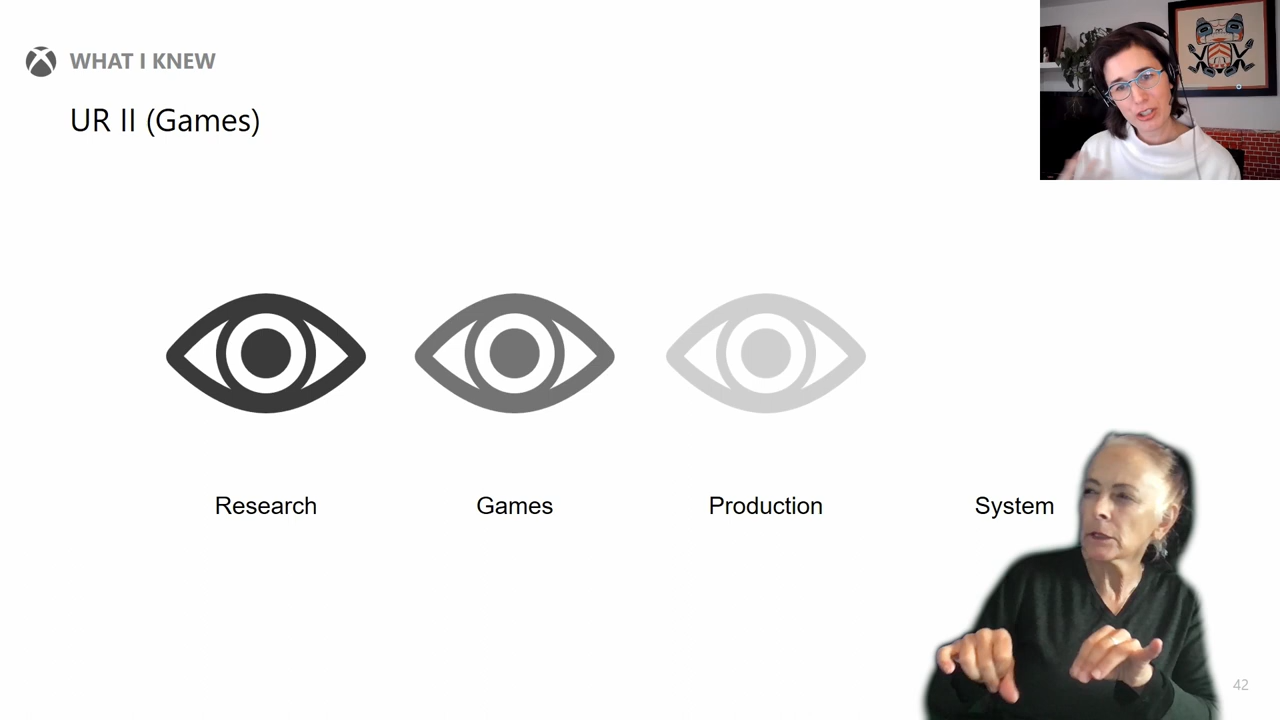 WHAT I KNEW
UR II (Games)
Research
Games
Production
System
42